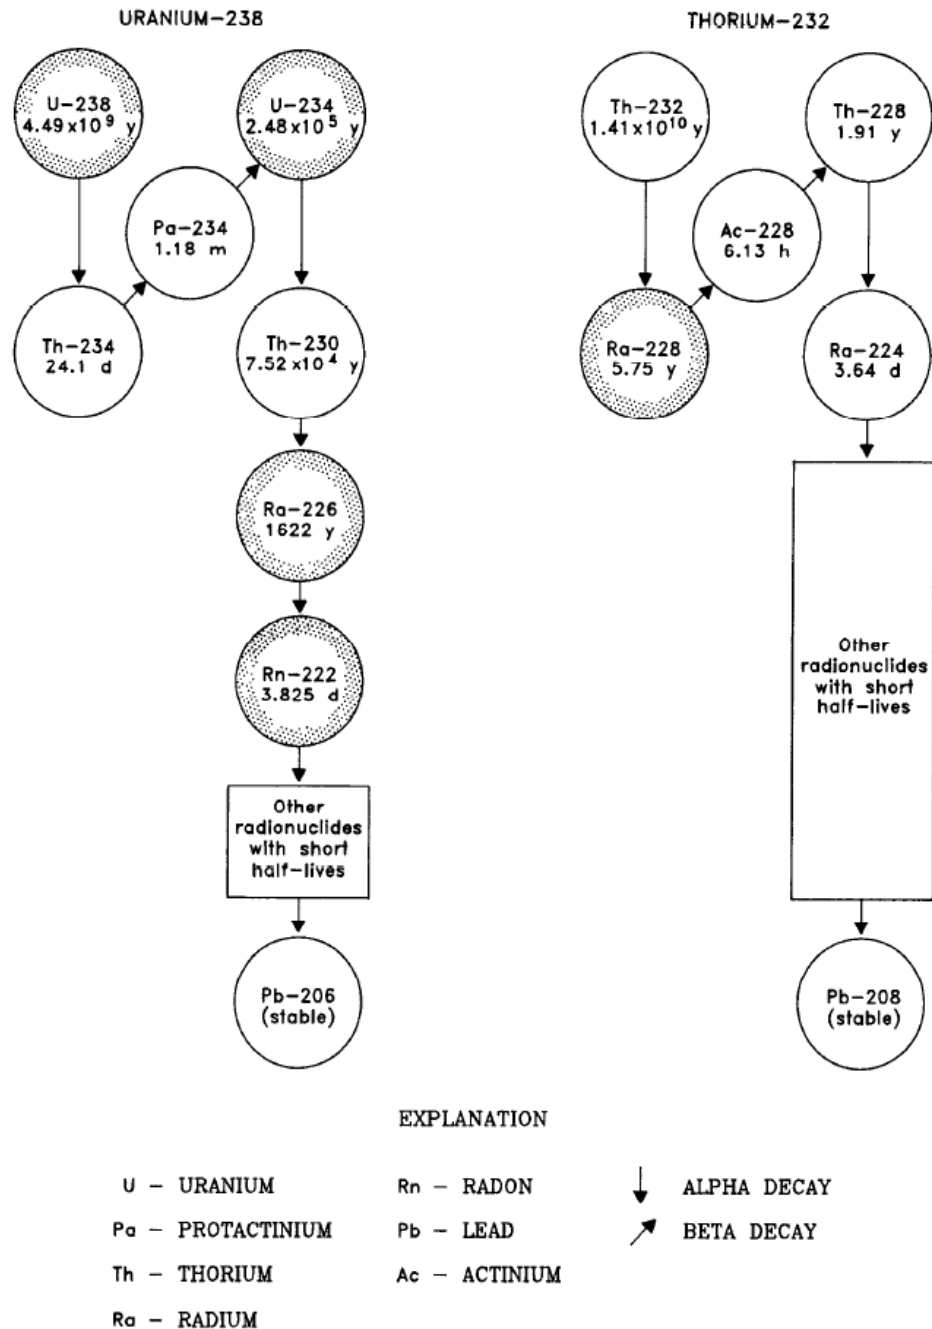 URANIUM-238
U-238
4.49x10⁹ y
U-234
2.48x10⁵ y
Pa-234
1.18 m
Th-234
24.1 d
Th-230
7.52x10⁴ y
Ra-226
1622 y
Rn-222
3.825 d
Other
radionuclides
with short
half-lives
Pb-206
(stable)
THORIUM-232
Th-232
1.41x10¹⁰ y
Th-228
1.91 y
Ac-228
6.13 h
Ra-228
5.75 y
Ra-224
3.64 d
Other
radionuclides
with short
half-lives
Pb-208
(stable)
EXPLANATION
U - URANIUM
Pa - PROTACTINIUM
Th - THORIUM
Ra - RADIUM
Rn - RADON
Pb - LEAD
Ac - ACTINIUM
ALPHA DECAY
BETA DECAY